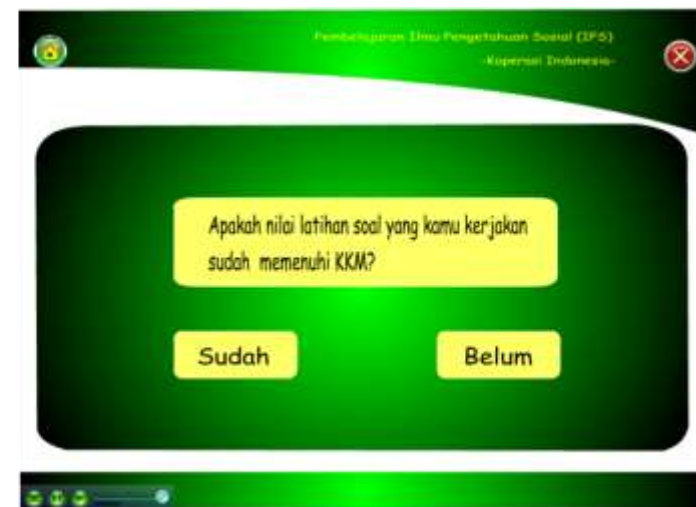 Pembelajaran Ilmu Pengetahuan Sosial (IPS)
-Koperasi Indonesia-
Apakah nilai latihan soal yang kamu kerjakan
sudah memenuhi KKM?
Sudah
Belum